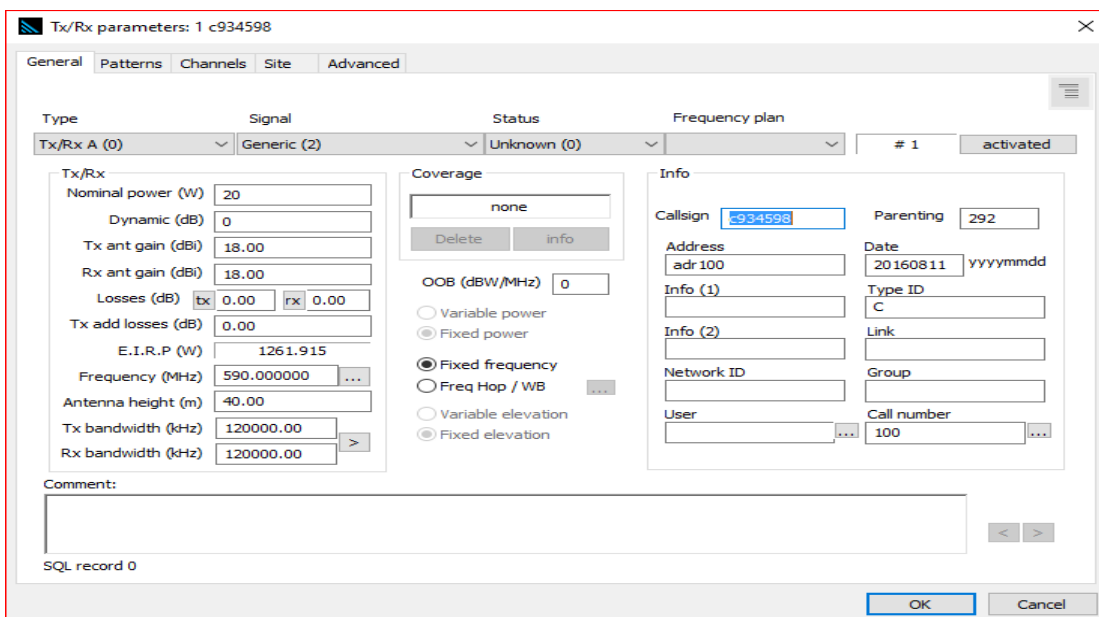 Tx/Rx parameters: 1 c934598
General Patterns Channels Site Advanced
Type Signal Status Frequency plan
Tx/Rx A (0) Generic (2) Unknown (0) # 1 activated
Tx/Rx
Nominal power (W) 20
Dynamic (dB) 0
Tx ant gain (dBi) 18.00
Rx ant gain (dBi) 18.00
Losses (dB) tx 0.00 rx 0.00
Tx add losses (dB) 0.00
E.I.R.P (W) 1261.915
Frequency (MHz) 590.000000 ...
Antenna height (m) 40.00
Tx bandwidth (kHz) 120000.00
>
Rx bandwidth (kHz) 120000.00
Coverage
none
Delete info
OOB (dBW/MHz) 0
Variable power
Fixed power
Fixed frequency
Freq Hop / WB ...
Variable elevation
Fixed elevation
Info
Callsign c934598 Parenting 292
Address Date
adr100 20160811 yyyymmdd
Info (1) Type ID
C
Info (2) Link
Network ID Group
User Call number
... 100 ...
Comment:
< >
SQL record 0
OK Cancel